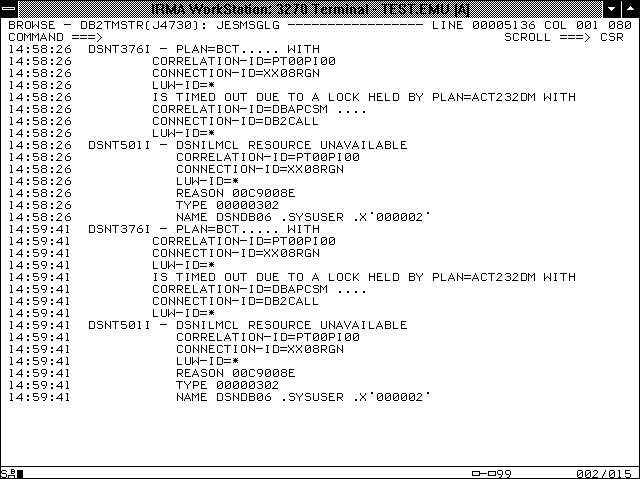 IRMA WorkStation: 3270 Terminal - TEST.EMU [A]
BROWSE - DB2TMSTR(J4730): JESMSGLG ----------------- LINE 00005136 COL 001 080
COMMAND ===> SCROLL ===> CSR
14:58:26 DSNT376I - PLAN=BCT..... WITH
14:58:26 CORRELATION-ID=PT00PI00
14:58:26 CONNECTION-ID=XX08RGN
14:58:26 LUW-ID=*
14:58:26 IS TIMED OUT DUE TO A LOCK HELD BY PLAN=ACT232DM WITH
14:58:26 CORRELATION-ID=DBAPCSM ....
14:58:26 CONNECTION-ID=DB2CALL
14:58:26 LUW-ID=*
14:58:26 DSNT501I - DSNILMCL RESOURCE UNAVAILABLE
14:58:26 CORRELATION-ID=PT00PI00
14:58:26 CONNECTION-ID=XX08RGN
14:58:26 LUW-ID=*
14:58:26 REASON 00C9008E
14:58:26 TYPE 00000302
14:58:26 NAME DSNDB06 .SYSUSER .X'000002'
14:59:41 DSNT376I - PLAN=BCT..... WITH
14:59:41 CORRELATION-ID=PT00PI00
14:59:41 CONNECTION-ID=XX08RGN
14:59:41 LUW-ID=*
14:59:41 IS TIMED OUT DUE TO A LOCK HELD BY PLAN=ACT232DM WITH
14:59:41 CORRELATION-ID=DBAPCSM ....
14:59:41 CONNECTION-ID=DB2CALL
14:59:41 LUW-ID=*
14:59:41 DSNT501I - DSNILMCL RESOURCE UNAVAILABLE
14:59:41 CORRELATION-ID=PT00PI00
14:59:41 CONNECTION-ID=XX08RGN
14:59:41 LUW-ID=*
14:59:41 REASON 00C9008E
14:59:41 TYPE 00000302
14:59:41 NAME DSNDB06 .SYSUSER .X'000002'
99 002/015